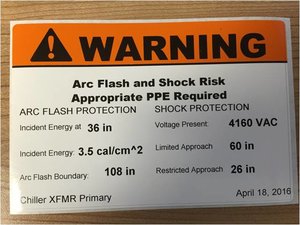 WARNING
Arc Flash and Shock Risk
Appropriate PPE Required
ARC FLASH PROTECTION SHOCK PROTECTION
Incident Energy at 36 in Voltage Present: 4160 VAC
Incident Energy: 3.5 cal/cm^2 Limited Approach 60 in
Arc Flash Boundary: 108 in Restricted Approach 26 in
Chiller XFMR Primary April 18, 2016